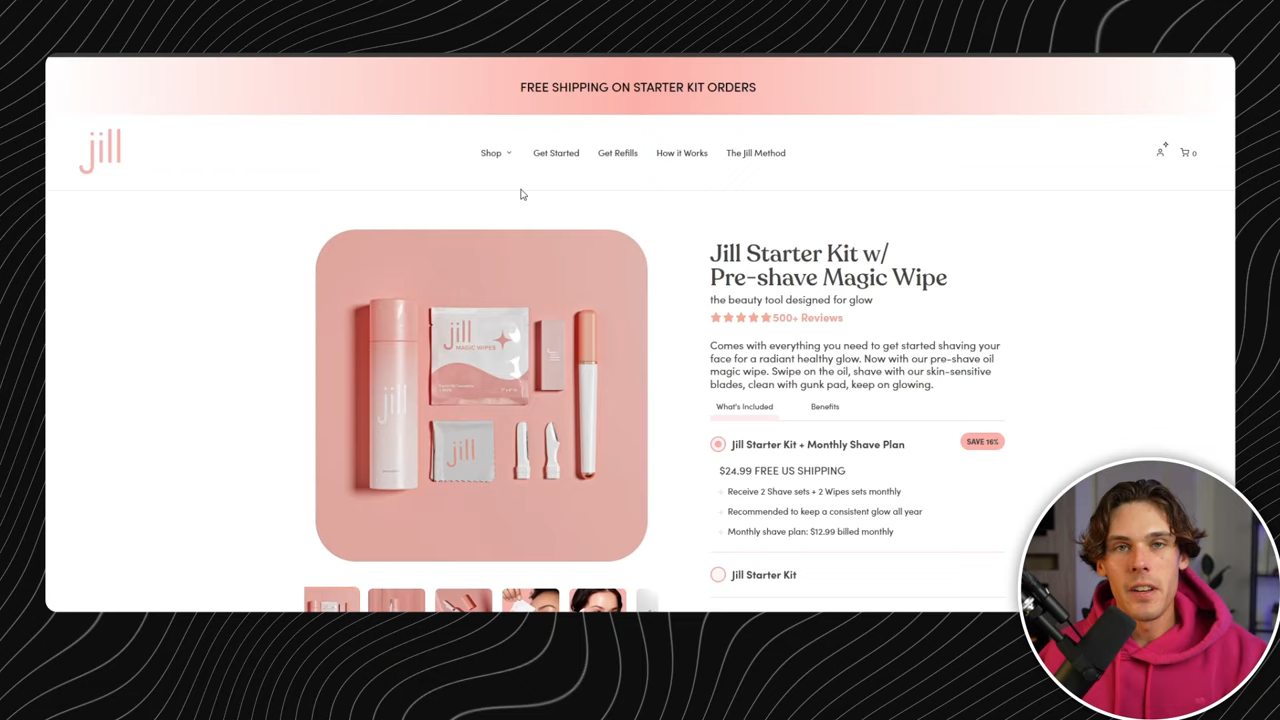 FREE SHIPPING ON STARTER KIT ORDERS
jill
Shop
Get Started
Get Refills
How it Works
The Jill Method
0
jill
MAGIC WIPES
jill
jill
Jill Starter Kit w/
Pre-shave Magic Wipe
the beauty tool designed for glow
500+ Reviews
Comes with everything you need to get started shaving your
face for a radiant healthy glow. Now with our pre-shave oil
magic wipe. Swipe on the oil, shave with our skin-sensitive
blades, clean with gunk pad, keep on glowing.
What's Included
Benefits
Jill Starter Kit + Monthly Shave Plan
SAVE 16%
$24.99 FREE US SHIPPING
Receive 2 Shave sets + 2 Wipes sets monthly
Recommended to keep a consistent glow all year
Monthly shave plan: $12.99 billed monthly
Jill Starter Kit